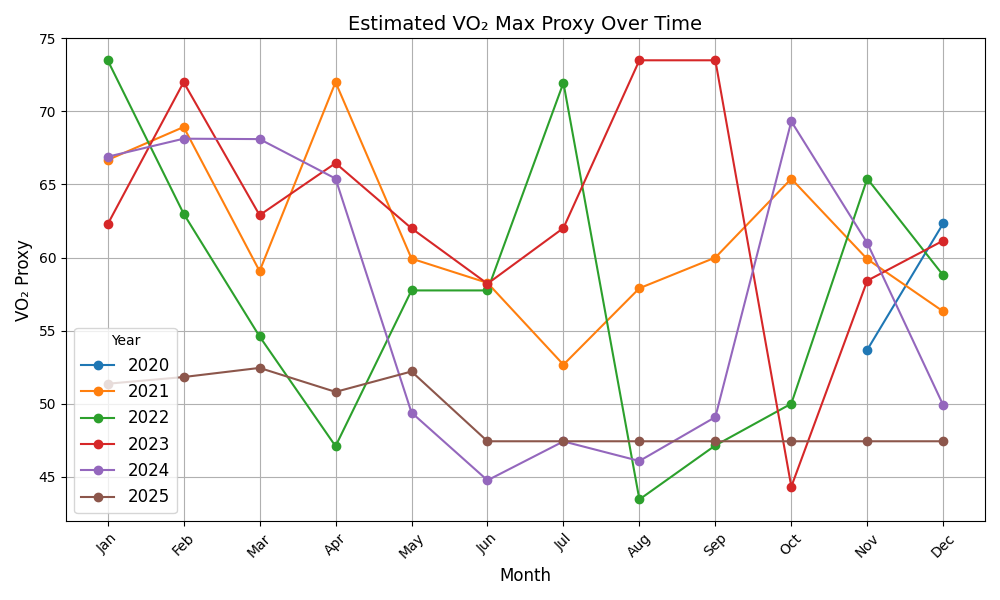 Estimated VO₂ Max Proxy Over Time
VO₂ Proxy
75
70
65
60
55
50
45
Year
2020
2021
2022
2023
2024
2025
Jan
Feb
Mar
Apr
May
Jun
Jul
Aug
Sep
Oct
Nov
Dec
Month